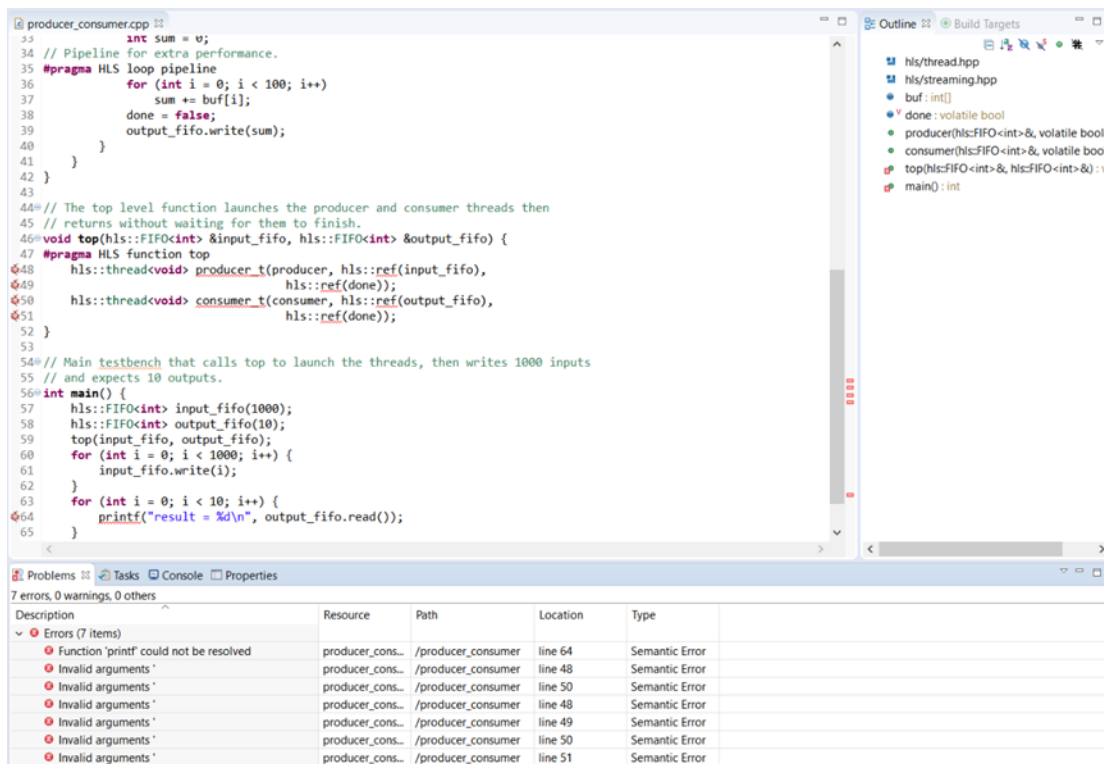 producer_consumer.cpp
33 int sum = 0;
34 // Pipeline for extra performance.
35 #pragma HLS loop pipeline
36 for (int i = 0; i < 100; i++)
37 sum += buf[i];
38 done = false;
39 output_fifo.write(sum);
40 }
41 }
42 }
43
44 // The top level function launches the producer and consumer threads then
45 // returns without waiting for them to finish.
46 void top(hls::FIFO<int> &input_fifo, hls::FIFO<int> &output_fifo) {
47 #pragma HLS function top
48 hls::thread<void> producer_t(producer, hls::ref(input_fifo),
49 hls::ref(done));
50 hls::thread<void> consumer_t(consumer, hls::ref(output_fifo),
51 hls::ref(done));
52 }
53
54 // Main testbench that calls top to launch the threads, then writes 1000 inputs
55 // and expects 10 outputs.
56 int main() {
57 hls::FIFO<int> input_fifo(1000);
58 hls::FIFO<int> output_fifo(10);
59 top(input_fifo, output_fifo);
60 for (int i = 0; i < 1000; i++) {
61 input_fifo.write(i);
62 }
63 for (int i = 0; i < 10; i++) {
64 printf("result = %d\n", output_fifo.read());
65 }
Outline Build Targets
hls/thread.hpp
hls/streaming.hpp
buf : int[]
done : volatile bool
producer(hls::FIFO<int>&, volatile bool
consumer(hls::FIFO<int>&, volatile boo
top(hls::FIFO<int>&, hls::FIFO<int>&) : v
main() : int
Problems Tasks Console Properties
7 errors, 0 warnings, 0 others
Description Resource Path Location Type
Errors (7 items)
Function 'printf' could not be resolved producer_cons... /producer_consumer line 64 Semantic Error
Invalid arguments ' producer_cons... /producer_consumer line 48 Semantic Error
Invalid arguments ' producer_cons... /producer_consumer line 50 Semantic Error
Invalid arguments ' producer_cons... /producer_consumer line 48 Semantic Error
Invalid arguments ' producer_cons... /producer_consumer line 49 Semantic Error
Invalid arguments ' producer_cons... /producer_consumer line 50 Semantic Error
Invalid arguments ' producer_cons... /producer_consumer line 51 Semantic Error